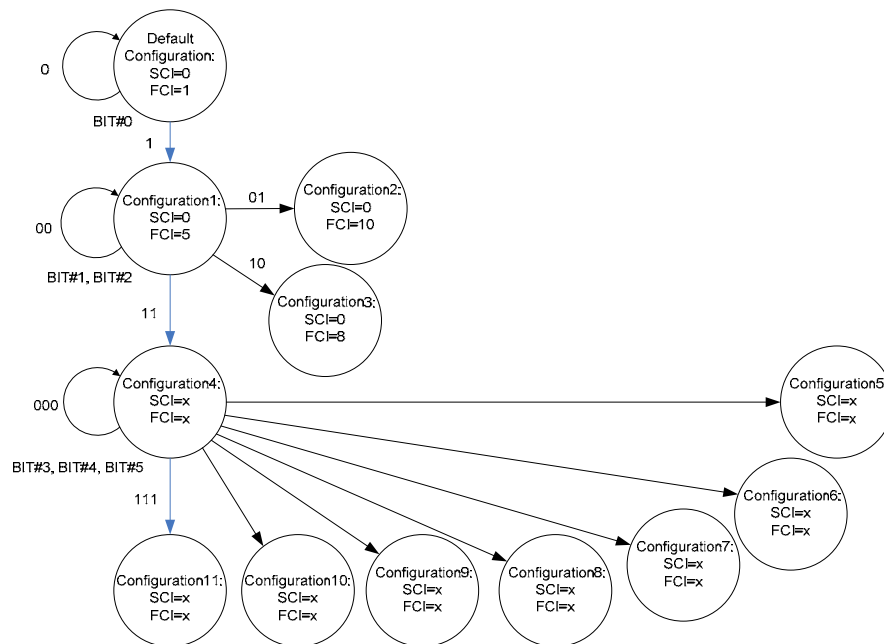 Default
Configuration:
SCI=0
FCI=1
0
BIT#0
1
Configuration1:
SCI=0
FCI=5
00
BIT#1, BIT#2
01
Configuration2:
SCI=0
FCI=10
10
Configuration3:
SCI=0
FCI=8
11
Configuration4:
SCI=x
FCI=x
000
BIT#3, BIT#4, BIT#5
111
Configuration5:
SCI=x
FCI=x
Configuration6:
SCI=x
FCI=x
Configuration7:
SCI=x
FCI=x
Configuration8:
SCI=x
FCI=x
Configuration9:
SCI=x
FCI=x
Configuration10:
SCI=x
FCI=x
Configuration11:
SCI=x
FCI=x